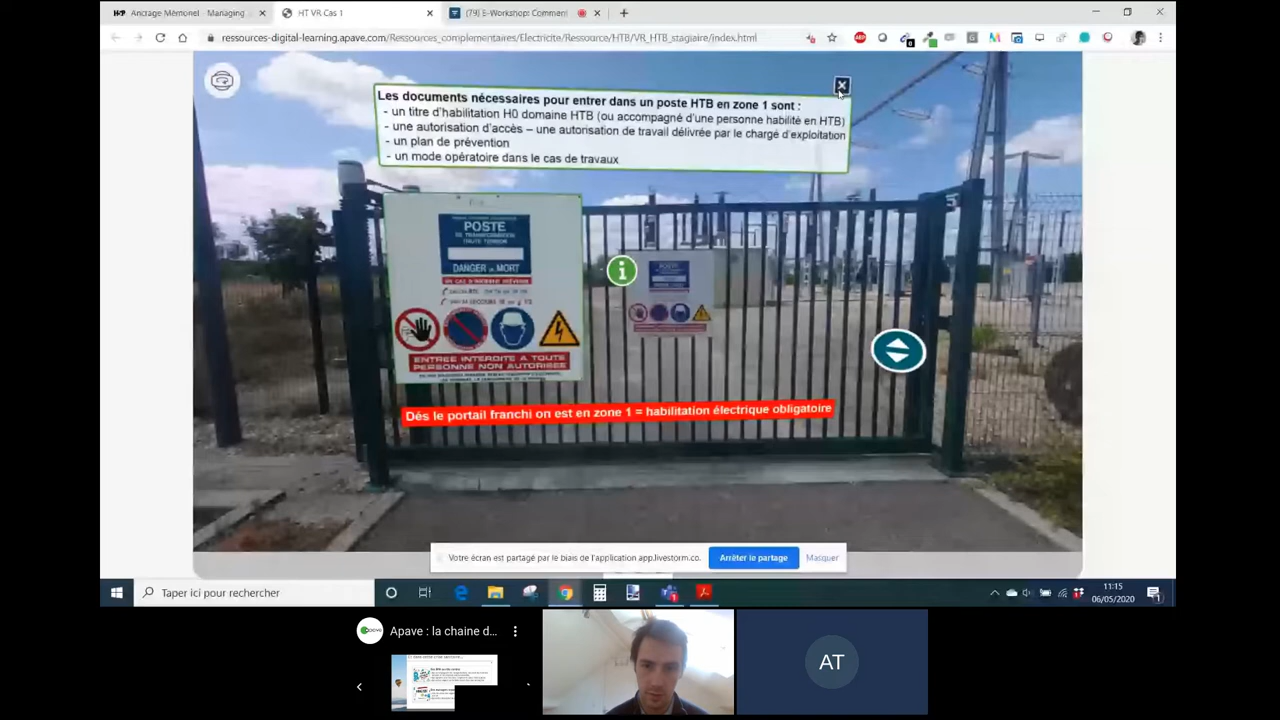 Ancrage Mémoriel
Managing
HT VR Cas 1
(79) E-Workshop: Comment
ressources-digital-learning.apave.com/Ressources_complementaires/Electricite/Ressource/HTB/VR_HTB_stagiaire/index.html
Les documents nécessaires pour entrer dans un poste HTB en zone 1 sont :
- un titre d'habilitation H0 domaine HTB (ou accompagné d'une personne habilité en HTB)
- une autorisation d'accès – une autorisation de travail délivrée par le chargé d'exploitation
- un plan de prévention
- un mode opératoire dans le cas de travaux
POSTE
DE TRANSFORMATION
HAUTE TENSION
DANGER DE MORT
ENTREE INTERDITE A TOUTE
PERSONNE NON AUTORISEE
POSTE
i
Dès le portail franchi on est en zone 1 = habilitation électrique obligatoire
Votre écran est partagé par le biais de l'application app.livestorm.co.
Arrêter le partage
Masquer
Taper ici pour rechercher
11:15
06/05/2020
Apave : la chaine d...
AT